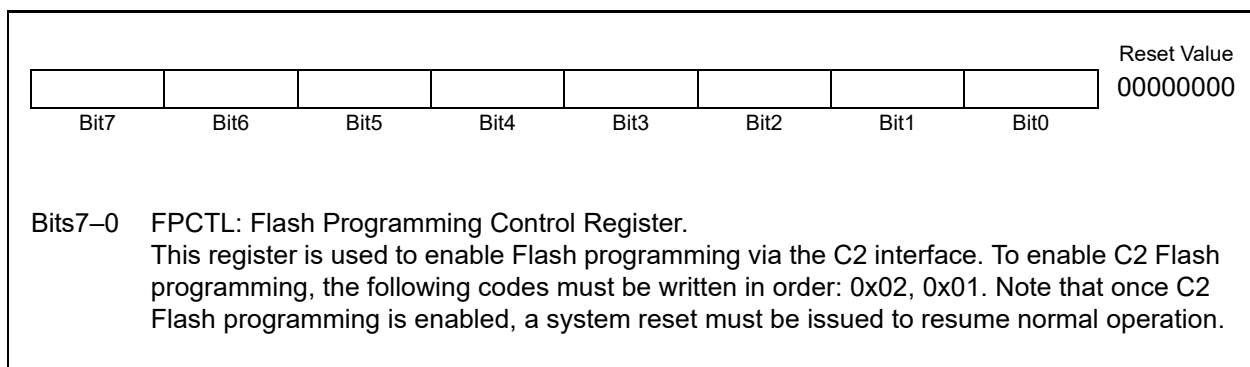 Reset Value
00000000
Bit7 Bit6 Bit5 Bit4 Bit3 Bit2 Bit1 Bit0
Bits7–0 FPCTL: Flash Programming Control Register.
This register is used to enable Flash programming via the C2 interface. To enable C2 Flash
programming, the following codes must be written in order: 0x02, 0x01. Note that once C2
Flash programming is enabled, a system reset must be issued to resume normal operation.